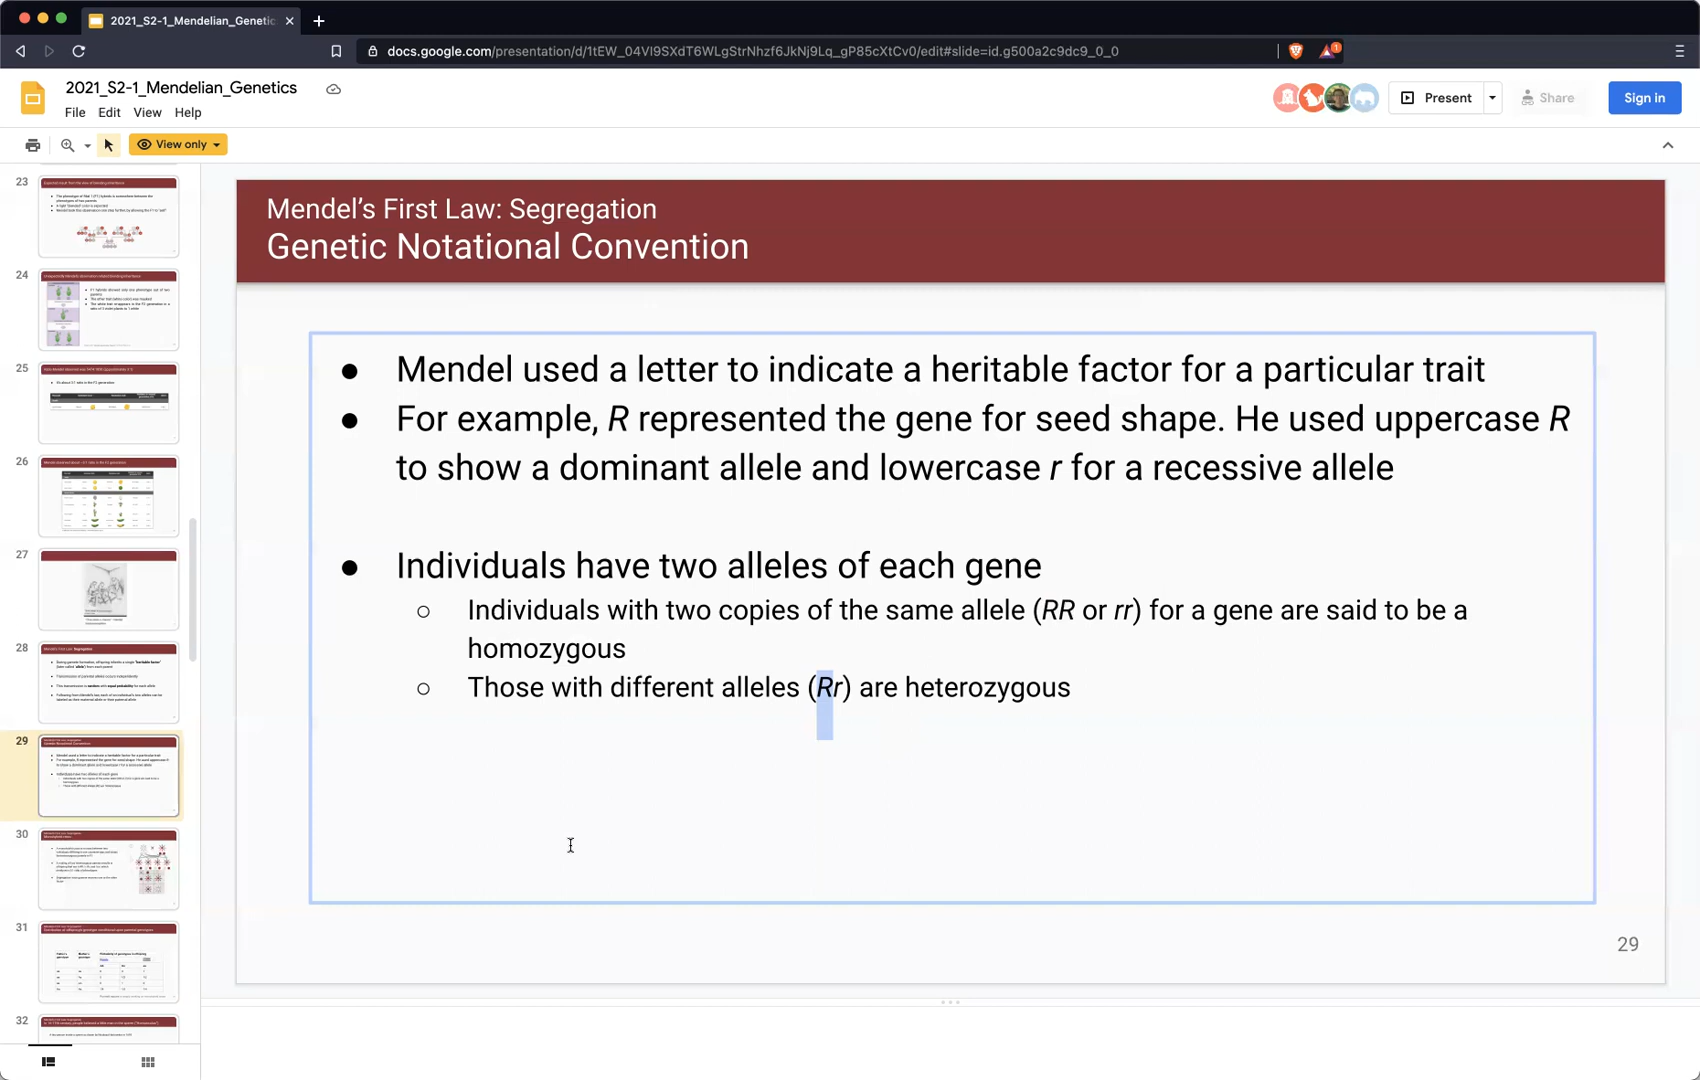 2021_S2-1_Mendelian_Genetic
docs.google.com/presentation/d/1tEW_04VI9SXdT6WLgStrNhzf6JkNj9Lq_gP85cXtCv0/edit#slide=id.g500a2c9dc9_0_0
1
2021_S2-1_Mendelian_Genetics
File Edit View Help
Present
Share
Sign in
View only
23
24
25
26
27
28
29
30
31
32
Mendel's First Law: Segregation
Genetic Notational Convention
● Mendel used a letter to indicate a heritable factor for a particular trait
● For example, R represented the gene for seed shape. He used uppercase R
to show a dominant allele and lowercase r for a recessive allele
● Individuals have two alleles of each gene
○ Individuals with two copies of the same allele (RR or rr) for a gene are said to be a
homozygous
○ Those with different alleles (Rr) are heterozygous
29